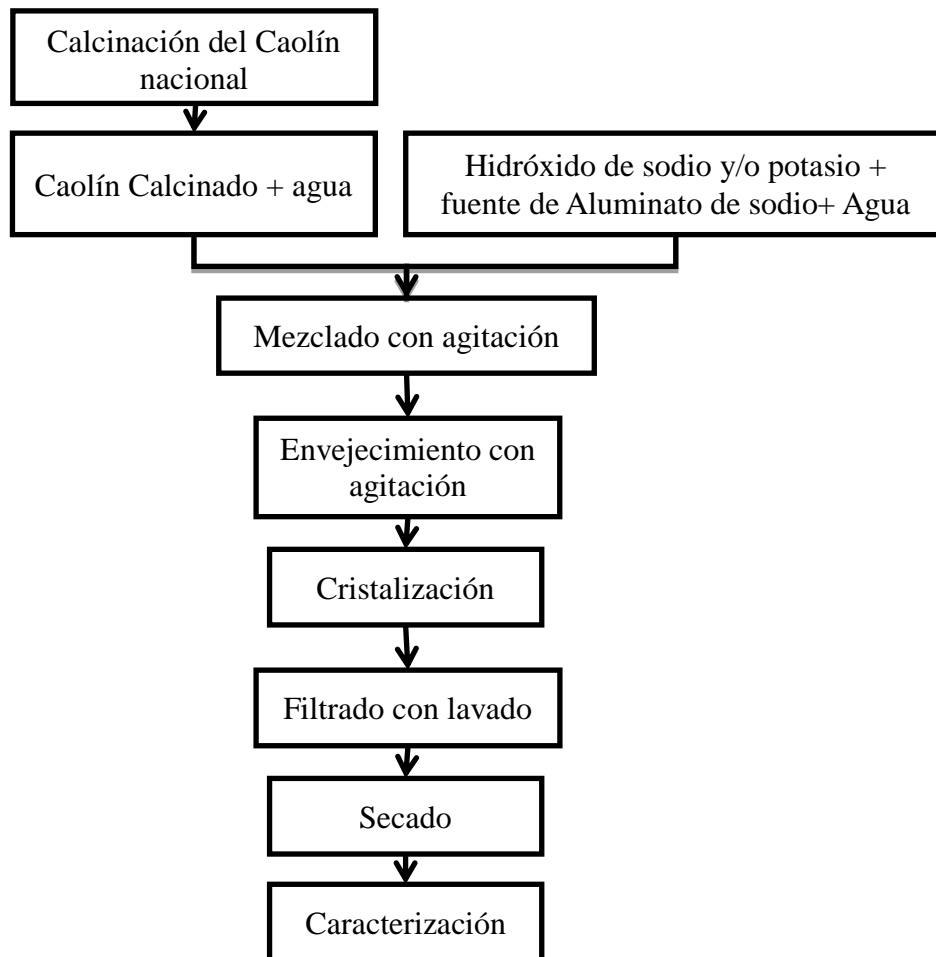 Calcinación del Caolín
nacional
Caolín Calcinado + agua
Hidróxido de sodio y/o potasio +
fuente de Aluminato de sodio+ Agua
Mezclado con agitación
Envejecimiento con
agitación
Cristalización
Filtrado con lavado
Secado
Caracterización